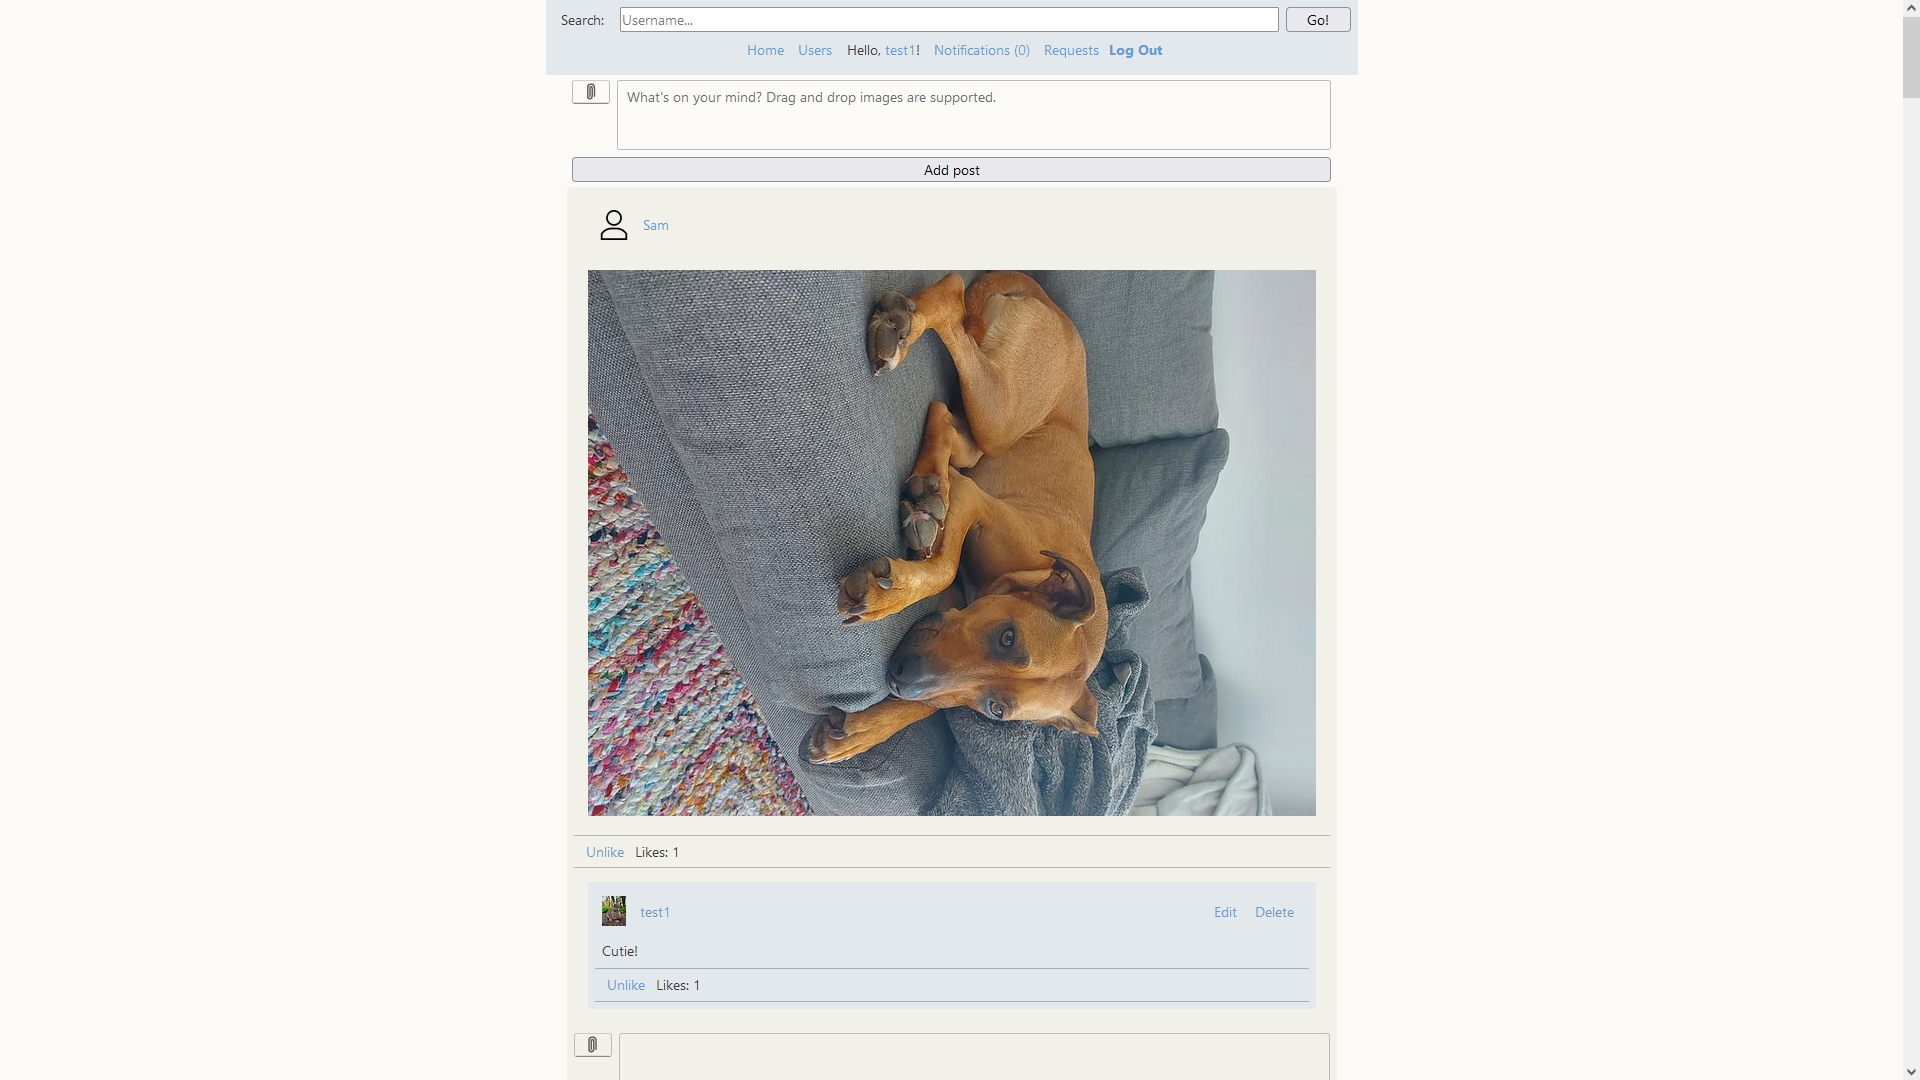 Search: Username... Go!
Home Users Hello, test1! Notifications (0) Requests Log Out
What's on your mind? Drag and drop images are supported.
Add post
Sam
Unlike Likes: 1
test1 Edit Delete
Cutie!
Unlike Likes: 1